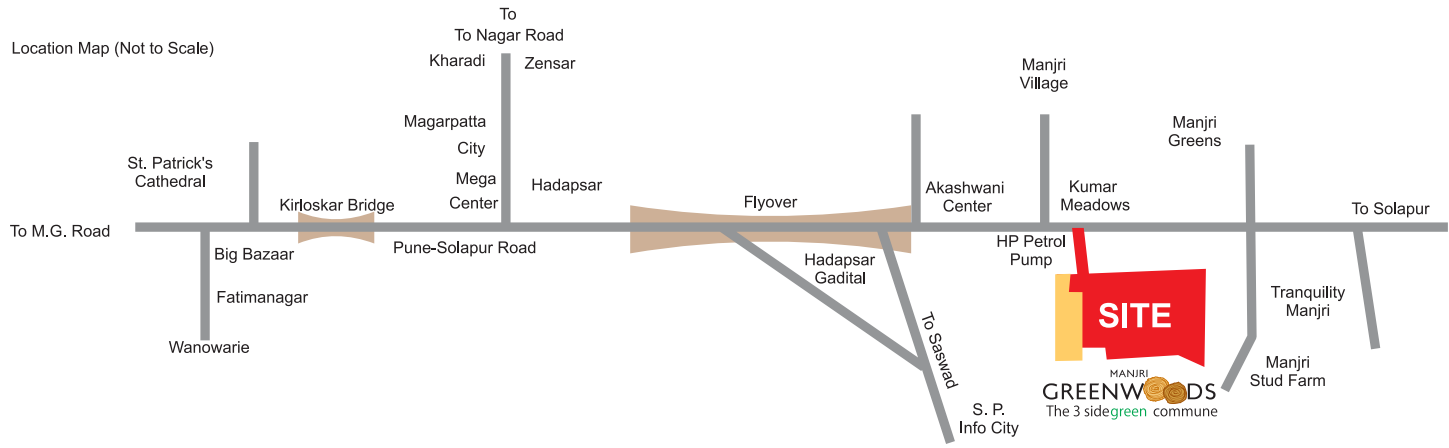 To
To Nagar Road
Location Map (Not to Scale)
Kharadi
Zensar
Manjri
Village
Magarpatta
City
Manjri
Greens
St. Patrick's
Cathedral
Mega
Center
Hadapsar
Akashwani
Center
Kumar
Meadows
Kirloskar Bridge
Flyover
To Solapur
To M.G. Road
Big Bazaar
Pune-Solapur Road
HP Petrol
Pump
Hadapsar
Gadital
Fatimanagar
Tranquility
Manjri
SITE
To Saswad
Wanowarie
Manjri
Stud Farm
MANJRI
GREENWOODS
The 3 sidegreen commune
S. P.
Info City